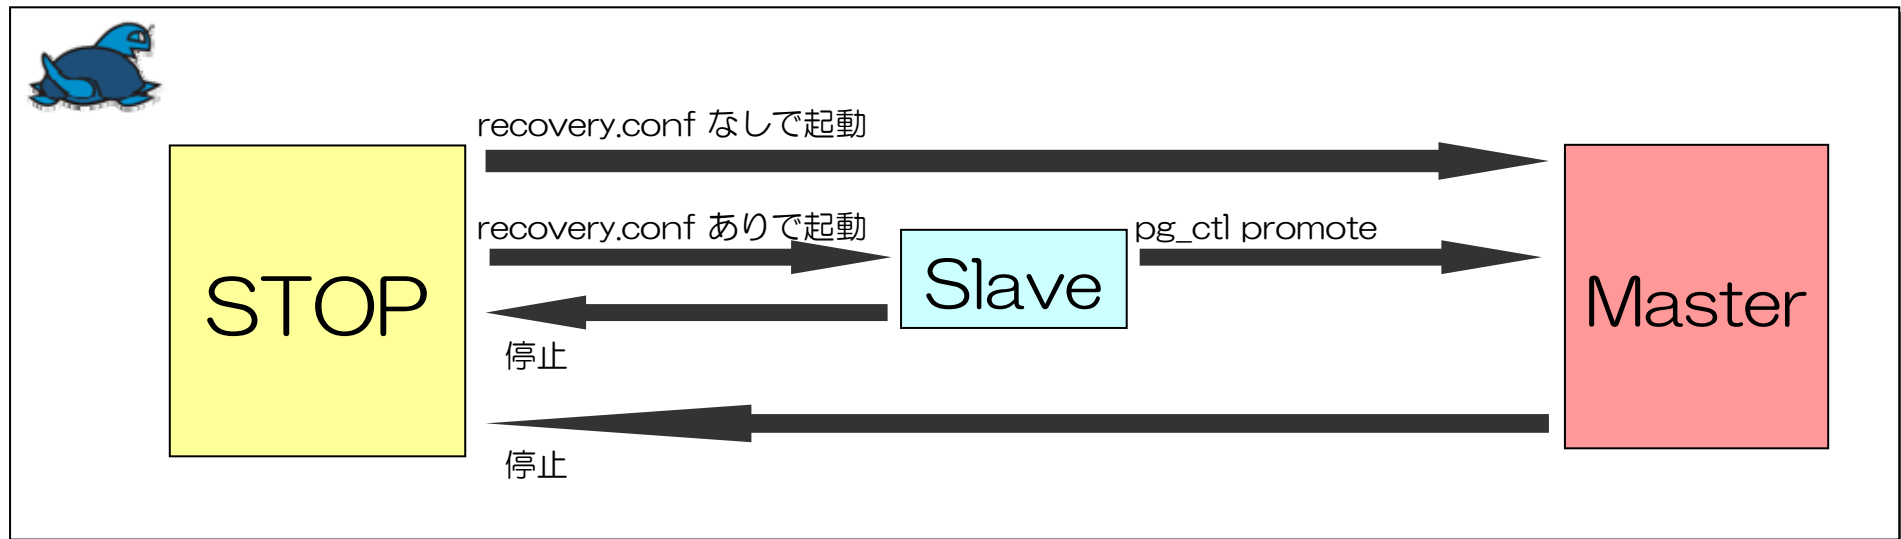 recovery.conf なしで起動
recovery.conf ありで起動
pg_ctl promote
STOP
Slave
Master
停止
停止